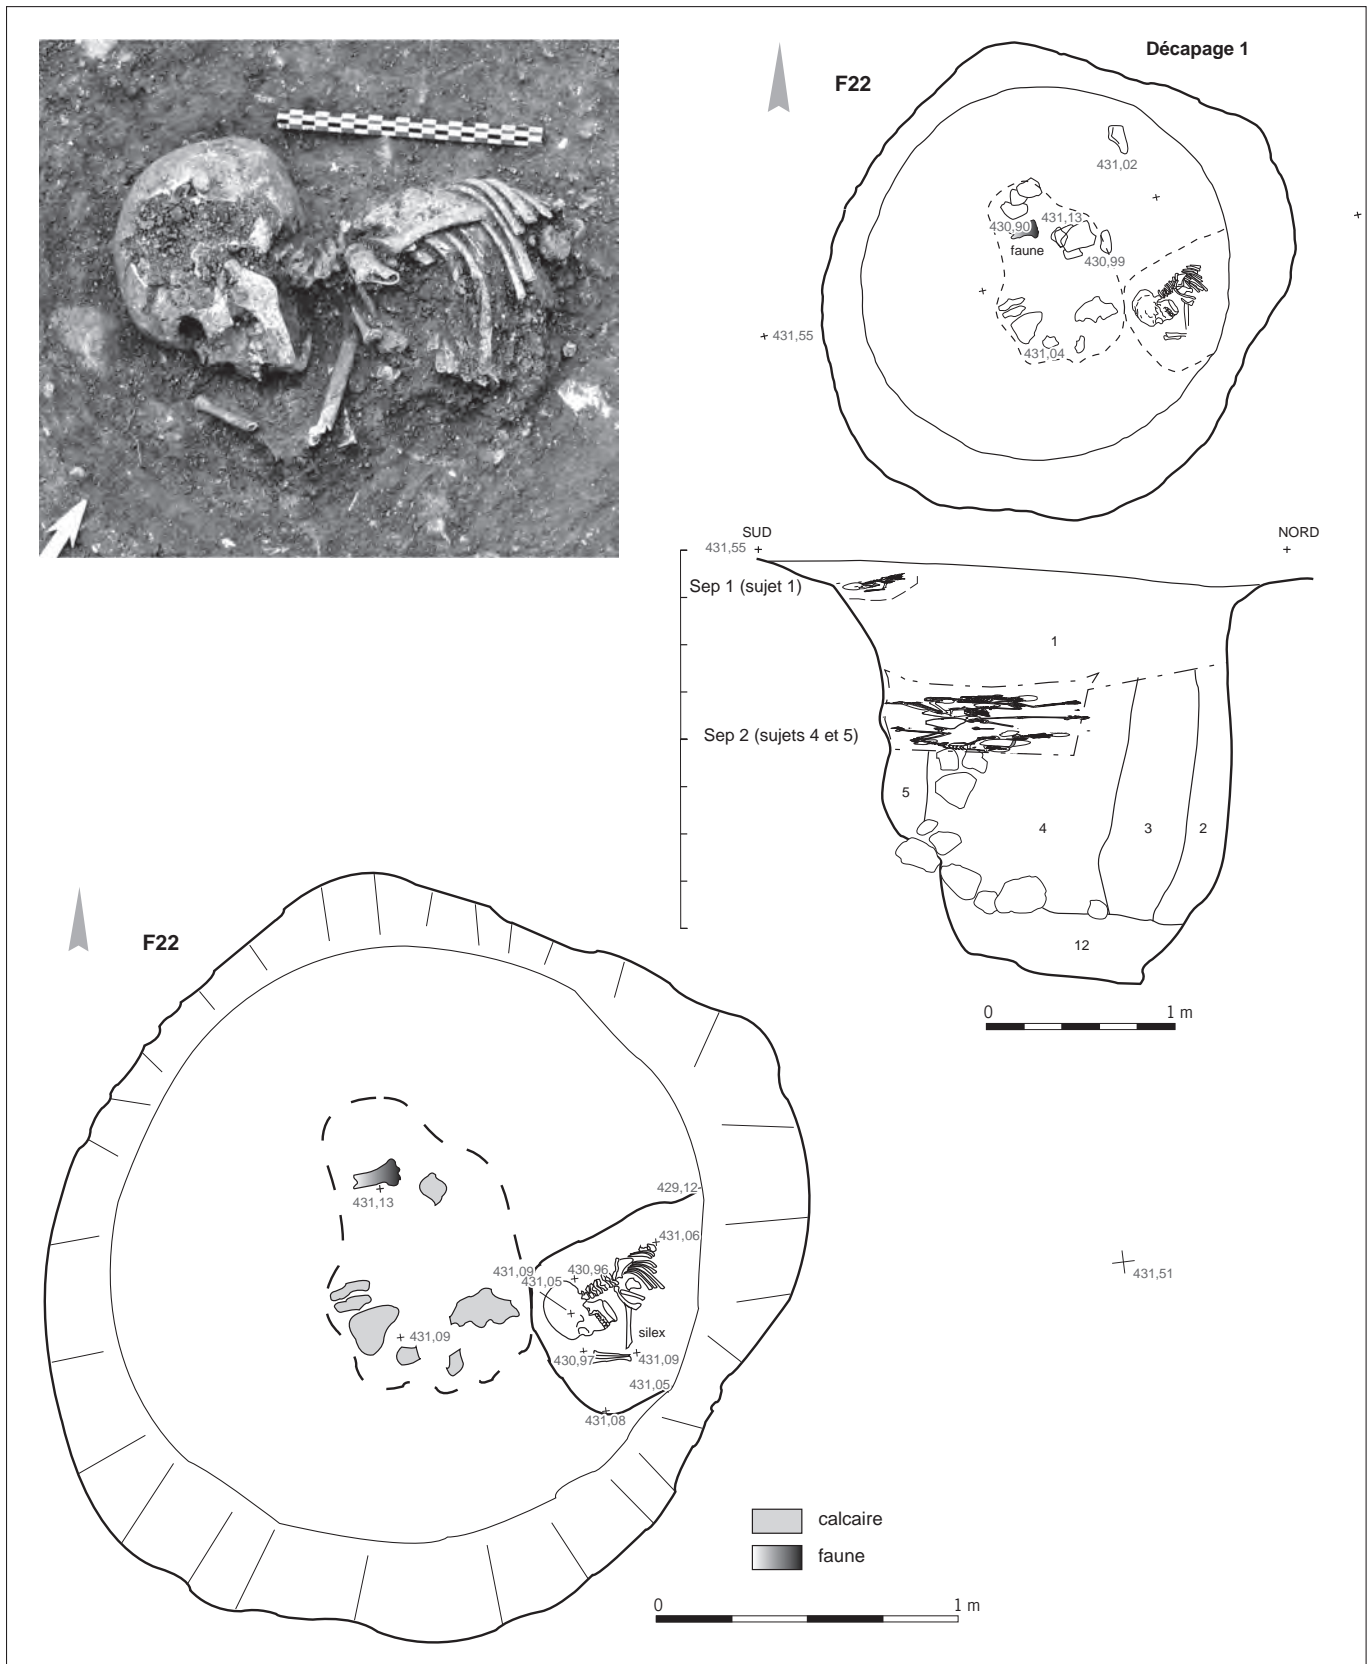 Décapage 1
F22
431,02
431,13
430,90
faune
430,99
431,55
431,04
SUD
NORD
431,55
Sep 1 (sujet 1)
1
Sep 2 (sujets 4 et 5)
5
4
3
2
12
0 1 m
F22
429,12
431,13
431,06
431,09
430,96
431,05
431,51
silex
431,09
430,97
431,09
431,05
431,08
calcaire
faune
0 1 m